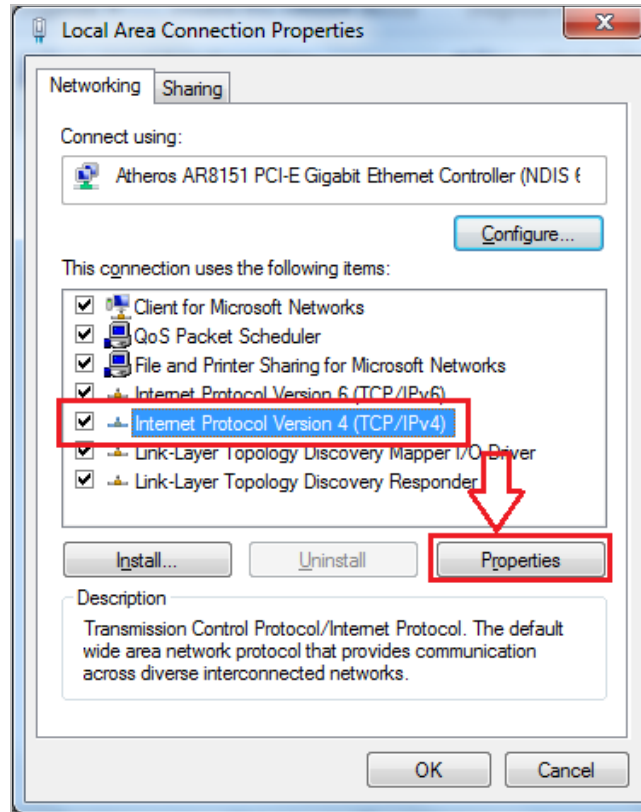 Local Area Connection Properties
Networking
Sharing
Connect using:
Atheros AR8151 PCI-E Gigabit Ethernet Controller (NDIS 6
Configure...
This connection uses the following items:
Client for Microsoft Networks
QoS Packet Scheduler
File and Printer Sharing for Microsoft Networks
Internet Protocol Version 6 (TCP/IPv6)
Internet Protocol Version 4 (TCP/IPv4)
Link-Layer Topology Discovery Mapper I/O Driver
Link-Layer Topology Discovery Responder
Install...
Uninstall
Properties
Description
Transmission Control Protocol/Internet Protocol. The default
wide area network protocol that provides communication
across diverse interconnected networks.
OK
Cancel